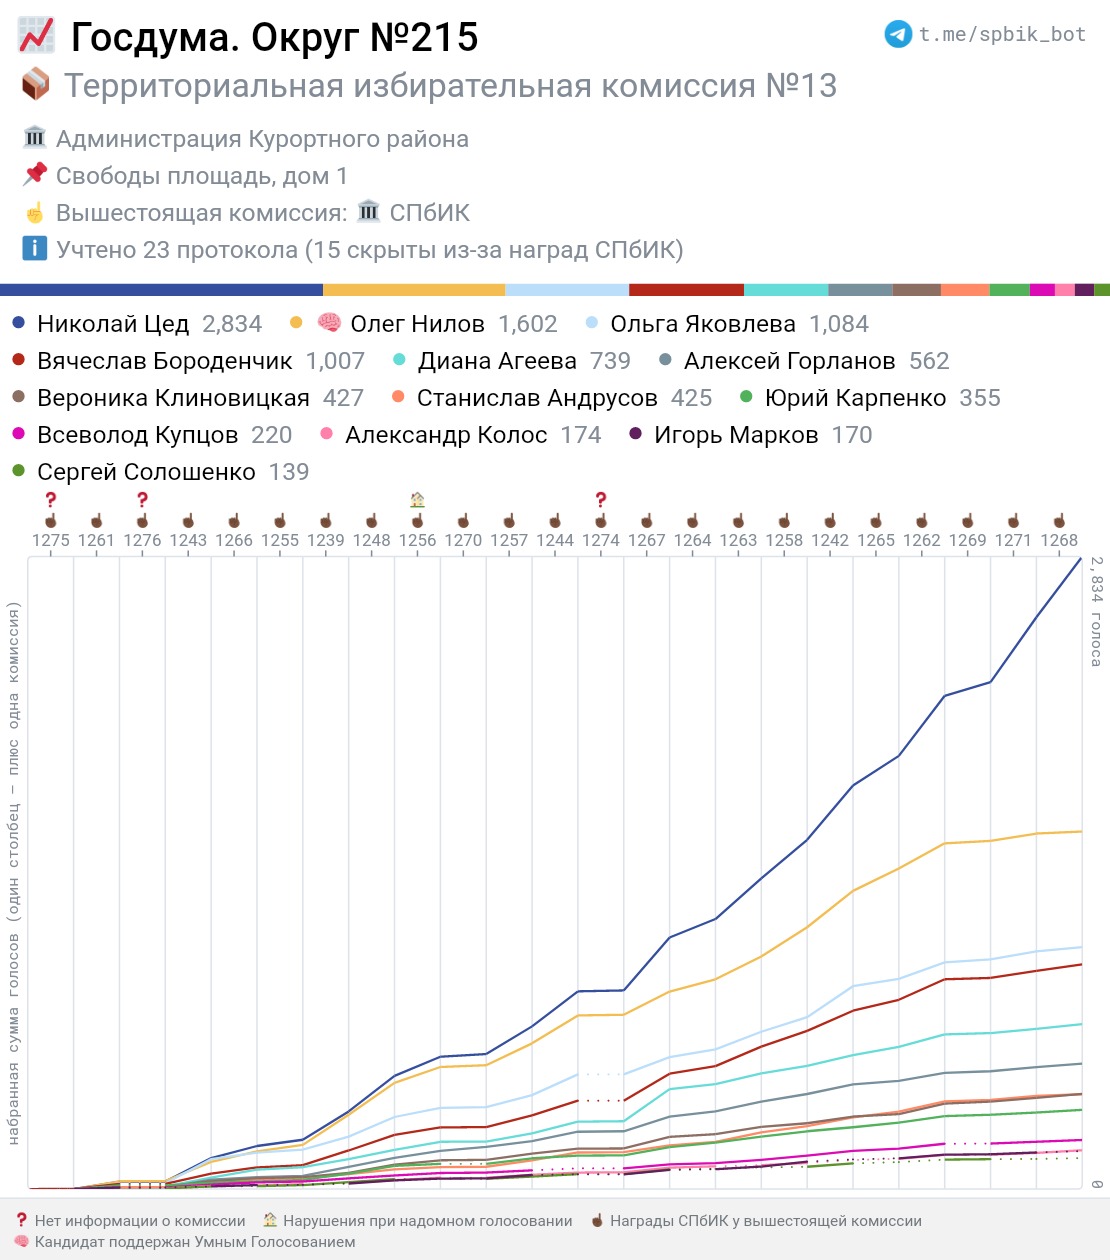 Госдума. Округ №215
t.me/spbik_bot
Территориальная избирательная комиссия №13
Администрация Курортного района
Свободы площадь, дом 1
Вышестоящая комиссия: СПбИК
Учтено 23 протокола (15 скрыты из-за наград СПбИК)
Николай Цед 2,834 Олег Нилов 1,602 Ольга Яковлева 1,084
Вячеслав Бороденчик 1,007 Диана Агеева 739 Алексей Горланов 562
Вероника Клиновицкая 427 Станислав Андрусов 425 Юрий Карпенко 355
Всеволод Купцов 220 Александр Колос 174 Игорь Марков 170
Сергей Солошенко 139
1275 1261 1276 1243 1266 1255 1239 1248 1256 1270 1257 1244 1274 1267 1264 1263 1258 1242 1265 1262 1269 1271 1268
набранная сумма голосов (один столбец — плюс одна комиссия)
2,834 голоса
0
Нет информации о комиссии Нарушения при надомном голосовании Награды СПбИК у вышестоящей комиссии
Кандидат поддержан Умным Голосованием